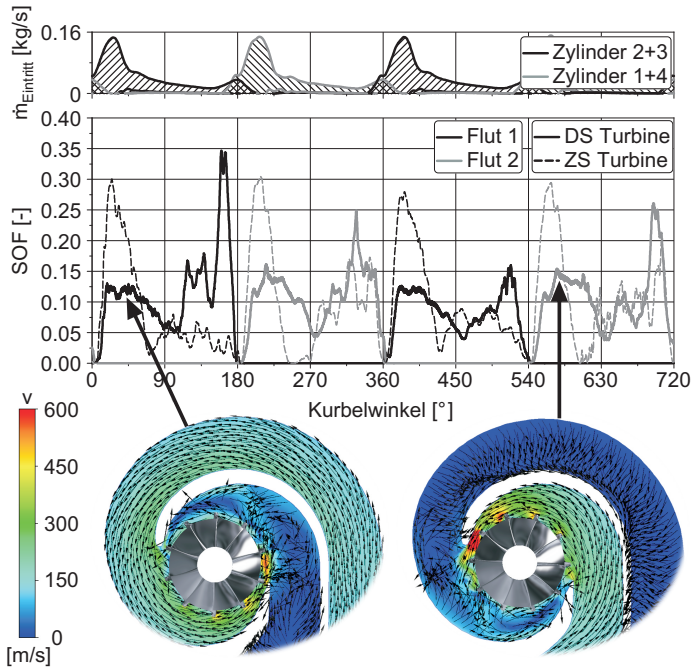 ṁEintritt [kg/s]
0.16
0
Zylinder 2+3
Zylinder 1+4
SOF [-]
0.40
0.35
0.30
0.25
0.20
0.15
0.10
0.05
0.00
Flut 1
Flut 2
DS Turbine
ZS Turbine
0 90 180 270 360 450 540 630 720
Kurbelwinkel [°]
v
600
450
300
150
0
[m/s]